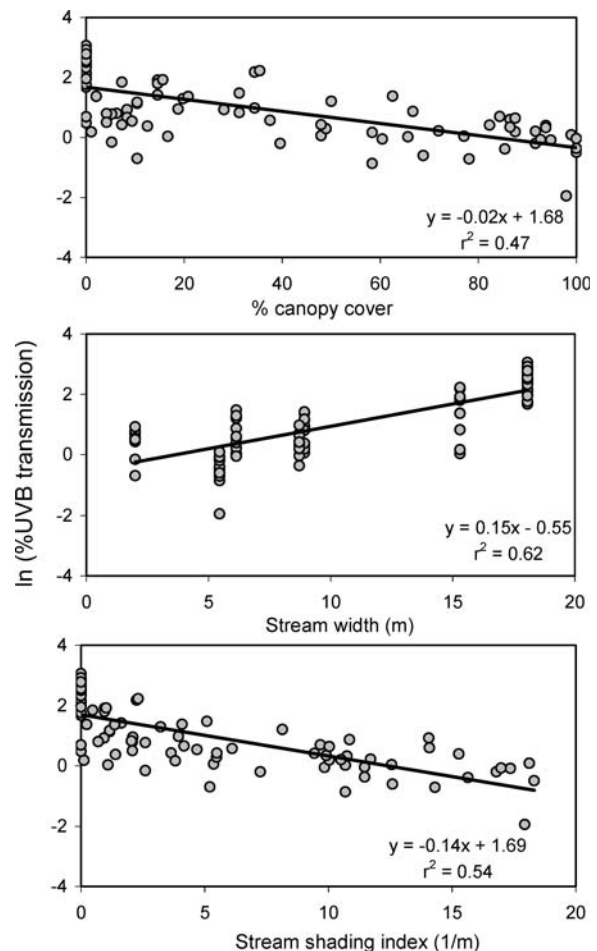 4
2
0
-2
-4
y = -0.02x + 1.68
r² = 0.47
0 20 40 60 80 100
% canopy cover
ln (%UVB transmission)
4
2
0
-2
-4
y = 0.15x - 0.55
r² = 0.62
0 5 10 15 20
Stream width (m)
4
2
0
-2
-4
y = -0.14x + 1.69
r² = 0.54
0 5 10 15 20
Stream shading index (1/m)